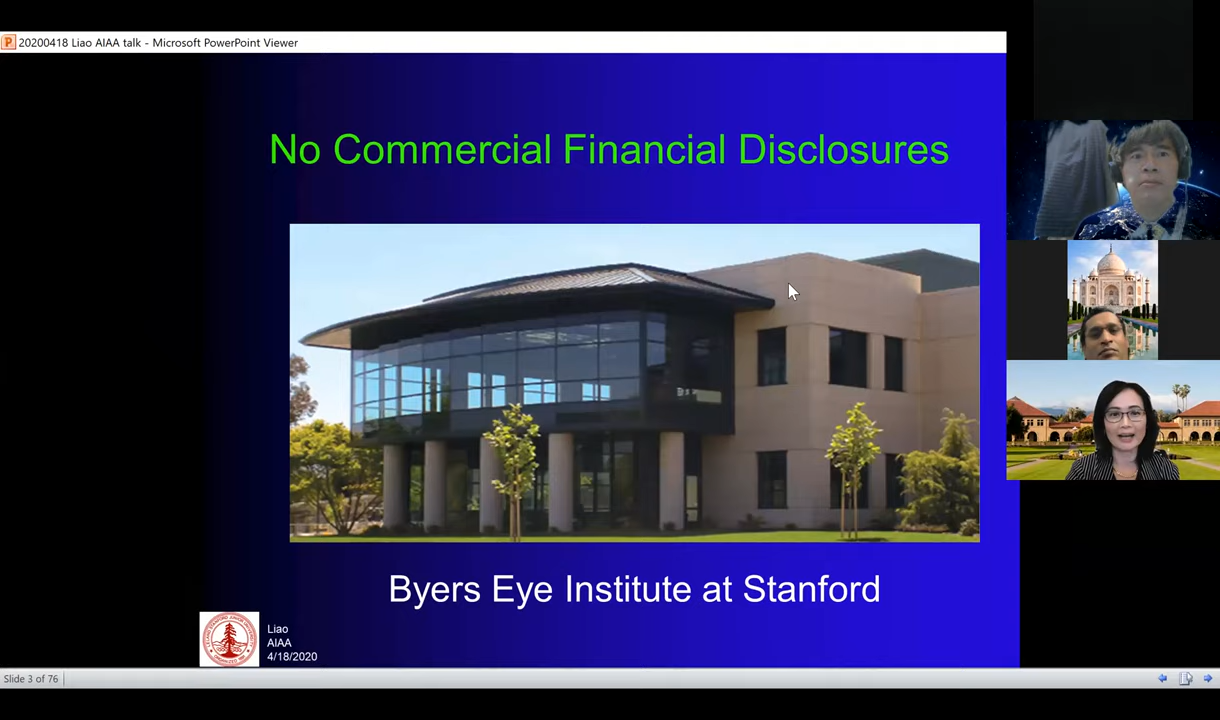 20200418 Liao AIAA talk - Microsoft PowerPoint Viewer
No Commercial Financial Disclosures
Byers Eye Institute at Stanford
Liao
AIAA
4/18/2020
Slide 3 of 76